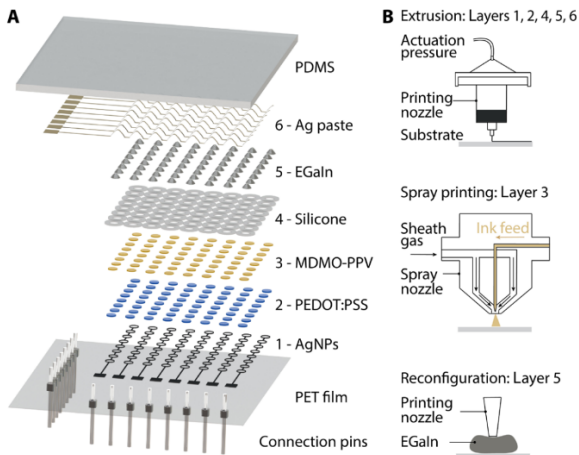 A
PDMS
6 - Ag paste
5 - EGaIn
4 - Silicone
3 - MDMO-PPV
2 - PEDOT:PSS
1 - AgNPs
PET film
Connection pins
B
Extrusion: Layers 1, 2, 4, 5, 6
Actuation
pressure
Printing
nozzle
Substrate
Spray printing: Layer 3
Sheath
gas
Ink feed
Spray
nozzle
Reconfiguration: Layer 5
Printing
nozzle
EGaIn